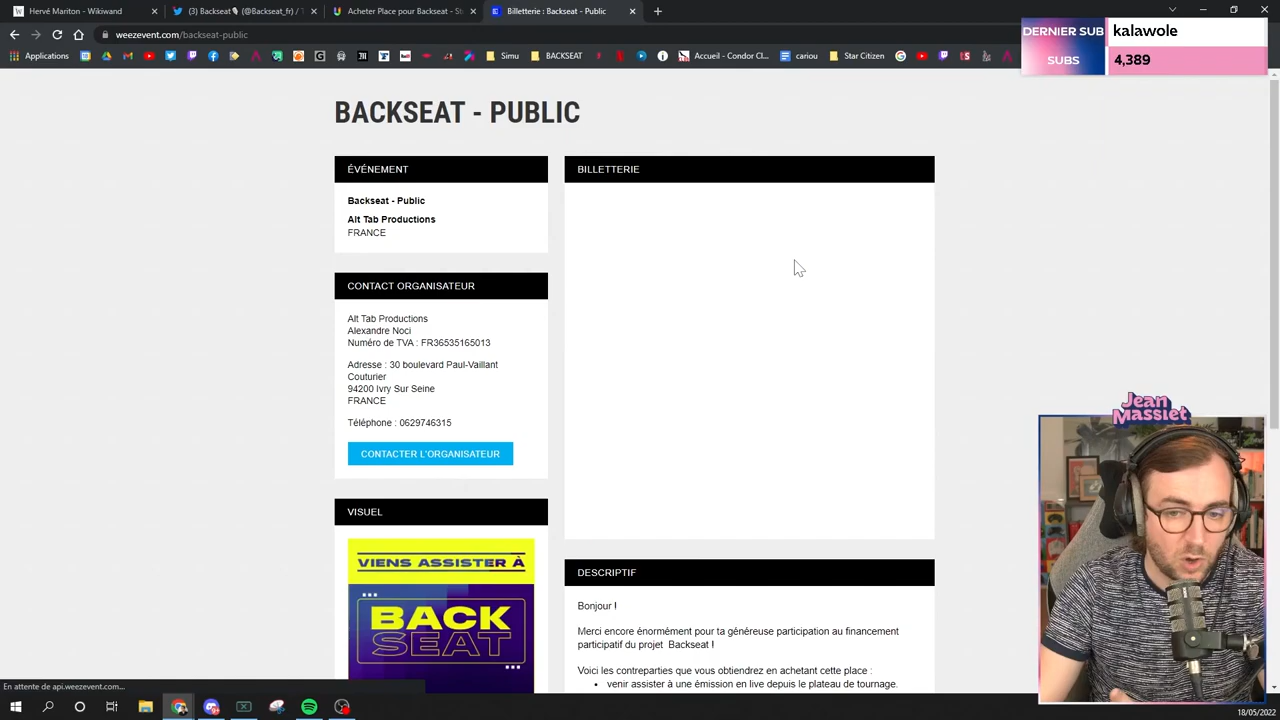 Hervé Mariton - Wikiwand
(3) Backseat (@Backseat_fr) / T
Acheter Place pour Backseat - St
Billetterie : Backseat - Public
weezevent.com/backseat-public
Applications
Simu
BACKSEAT
Accueil - Condor Cl...
cariou
Star Citizen
DERNIER SUB
kalawole
SUBS
4,389
BACKSEAT - PUBLIC
ÉVÉNEMENT
Backseat - Public
Alt Tab Productions
FRANCE
CONTACT ORGANISATEUR
Alt Tab Productions
Alexandre Noci
Numéro de TVA : FR36535165013
Adresse : 30 boulevard Paul-Vaillant
Couturier
94200 Ivry Sur Seine
FRANCE
Téléphone : 0629746315
CONTACTER L'ORGANISATEUR
VISUEL
VIENS ASSISTER À
BACK
SEAT
BILLETTERIE
DESCRIPTIF
Bonjour !
Merci encore énormément pour ta généreuse participation au financement
participatif du projet Backseat !
Voici les contreparties que vous obtiendrez en achetant cette place :
• venir assister à une émission en live depuis le plateau de tournage.
Jean
Massiet
En attente de api.weezevent.com...
18/05/2022